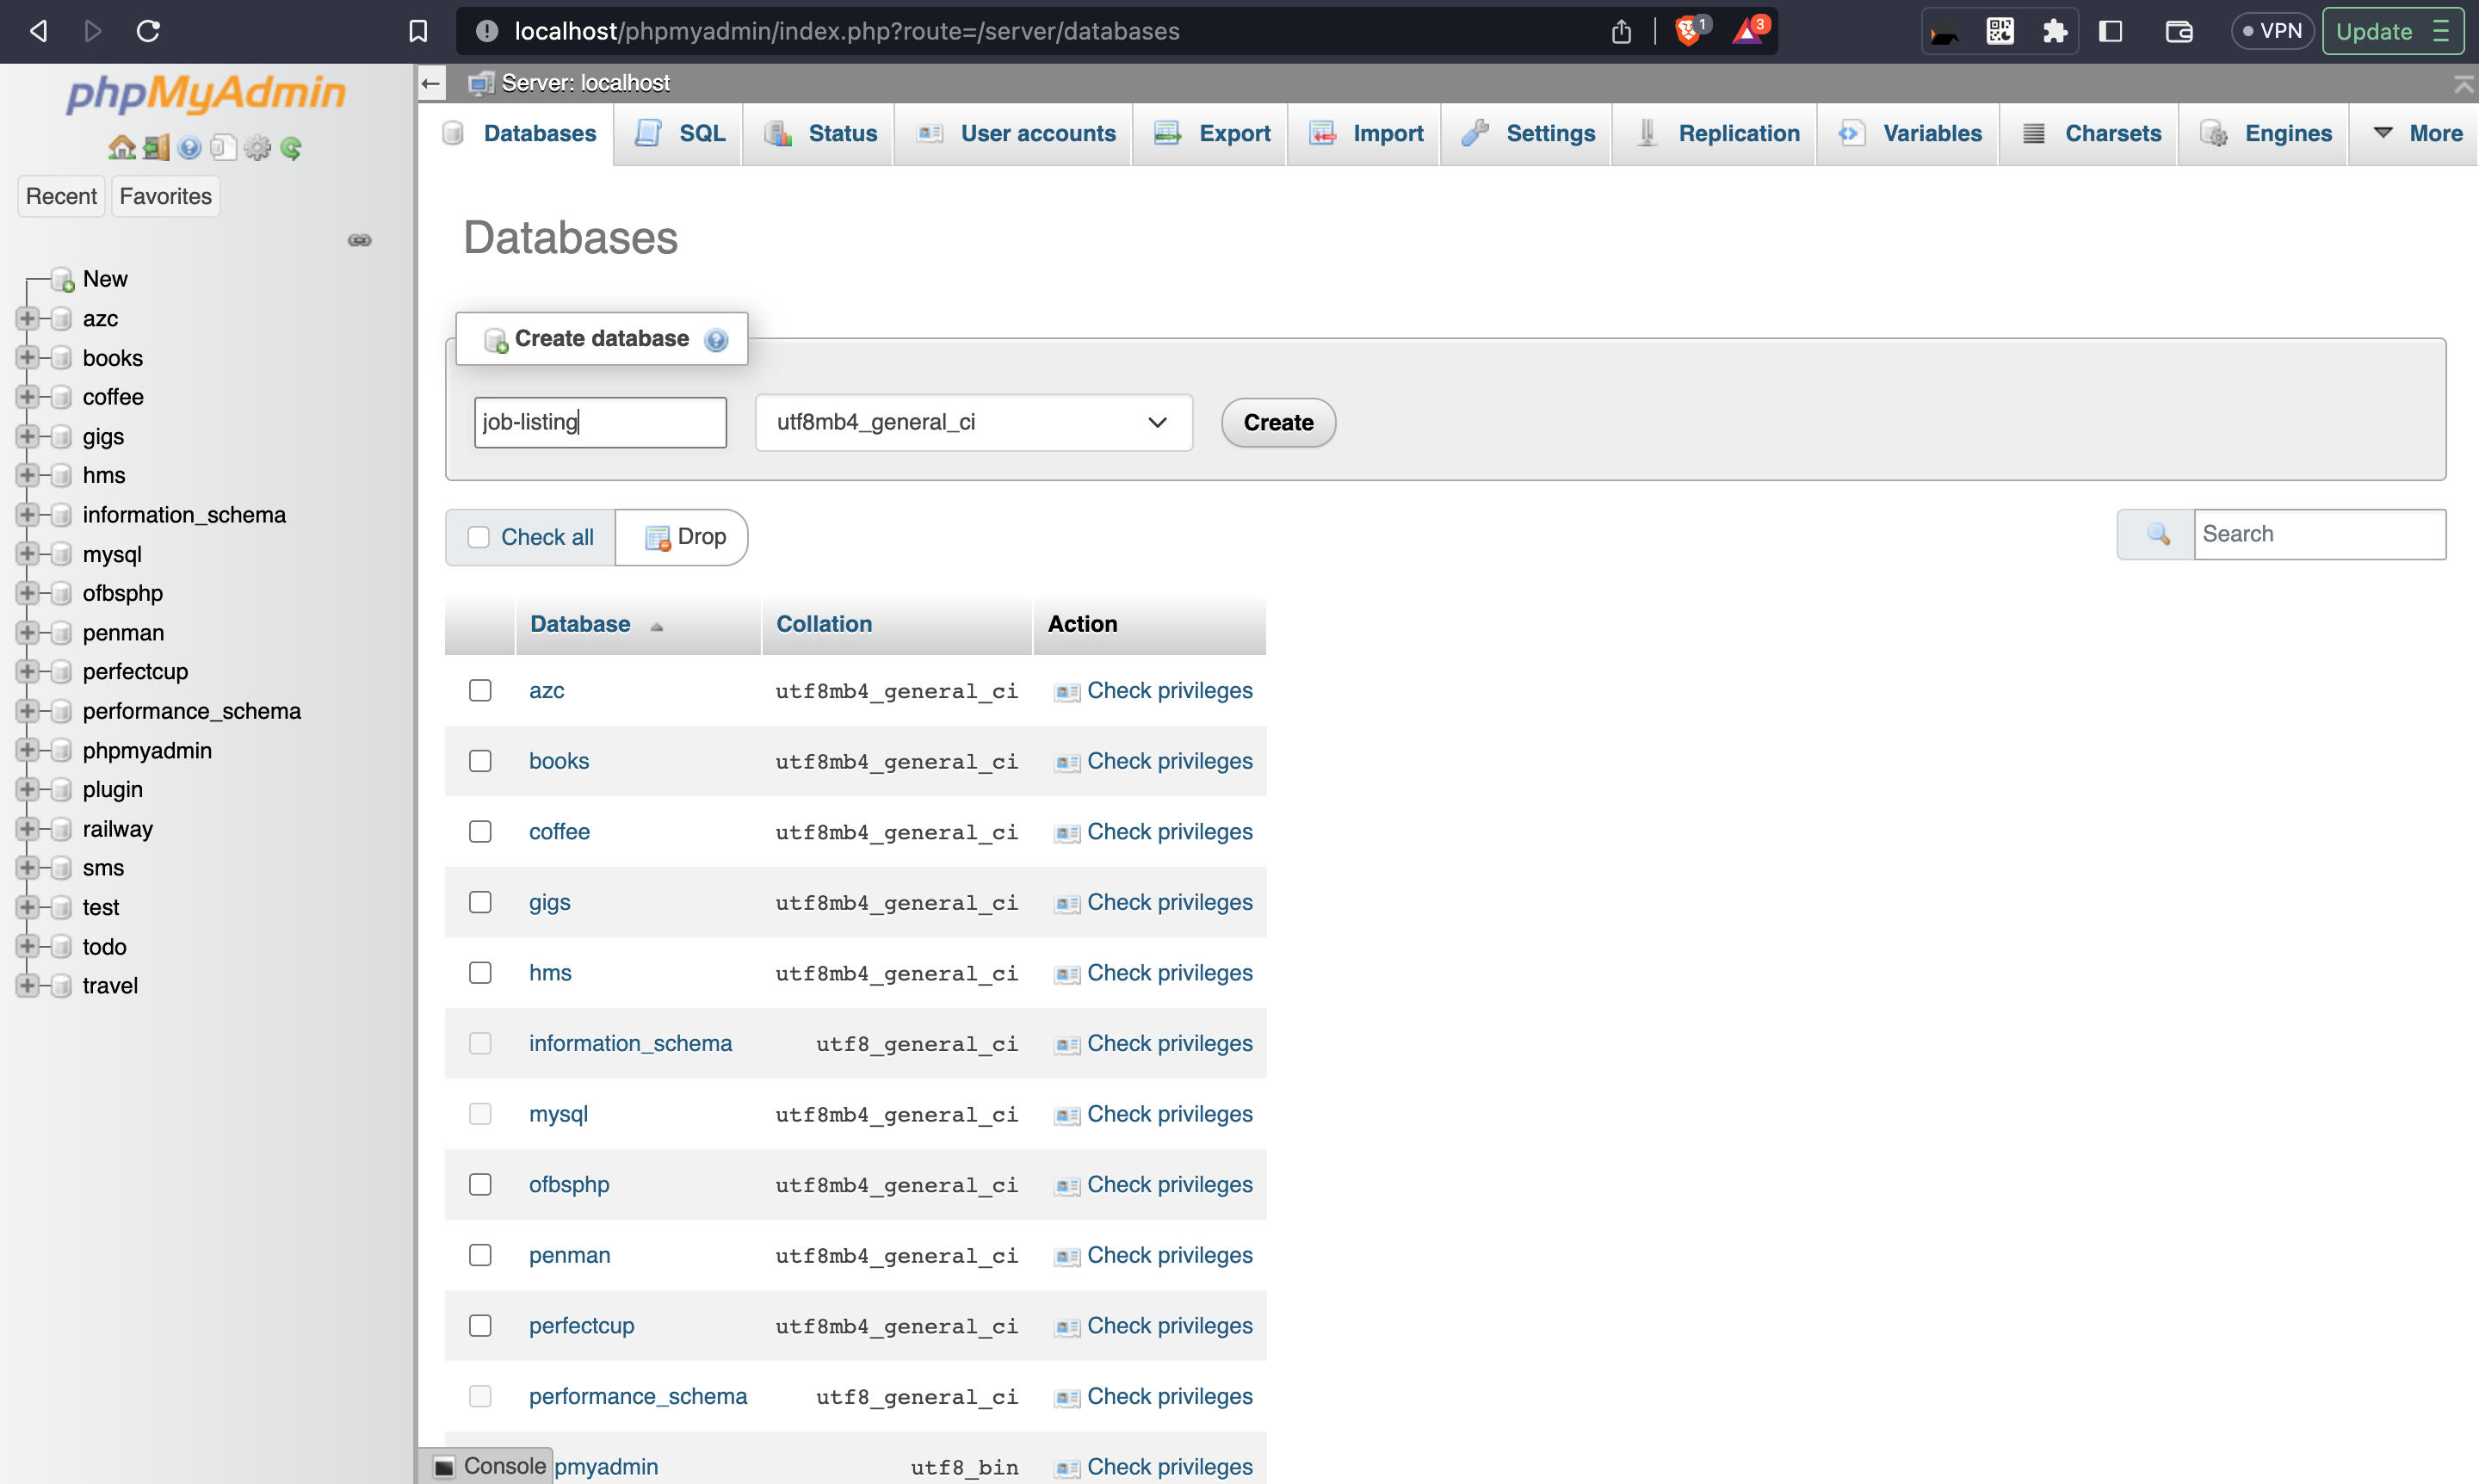 localhost/phpmyadmin/index.php?route=/server/databases
1
3
VPN
Update
phpMyAdmin
Recent
Favorites
New
azc
books
coffee
gigs
hms
information_schema
mysql
ofbsphp
penman
perfectcup
performance_schema
phpmyadmin
plugin
railway
sms
test
todo
travel
Server: localhost
Databases
SQL
Status
User accounts
Export
Import
Settings
Replication
Variables
Charsets
Engines
More
Databases
Create database
job-listing
utf8mb4_general_ci
Create
Check all
Drop
Search
Database Collation Action
azc utf8mb4_general_ci Check privileges
books utf8mb4_general_ci Check privileges
coffee utf8mb4_general_ci Check privileges
gigs utf8mb4_general_ci Check privileges
hms utf8mb4_general_ci Check privileges
information_schema utf8_general_ci Check privileges
mysql utf8mb4_general_ci Check privileges
ofbsphp utf8mb4_general_ci Check privileges
penman utf8mb4_general_ci Check privileges
perfectcup utf8mb4_general_ci Check privileges
performance_schema utf8_general_ci Check privileges
pmyadmin utf8_bin Check privileges
Console